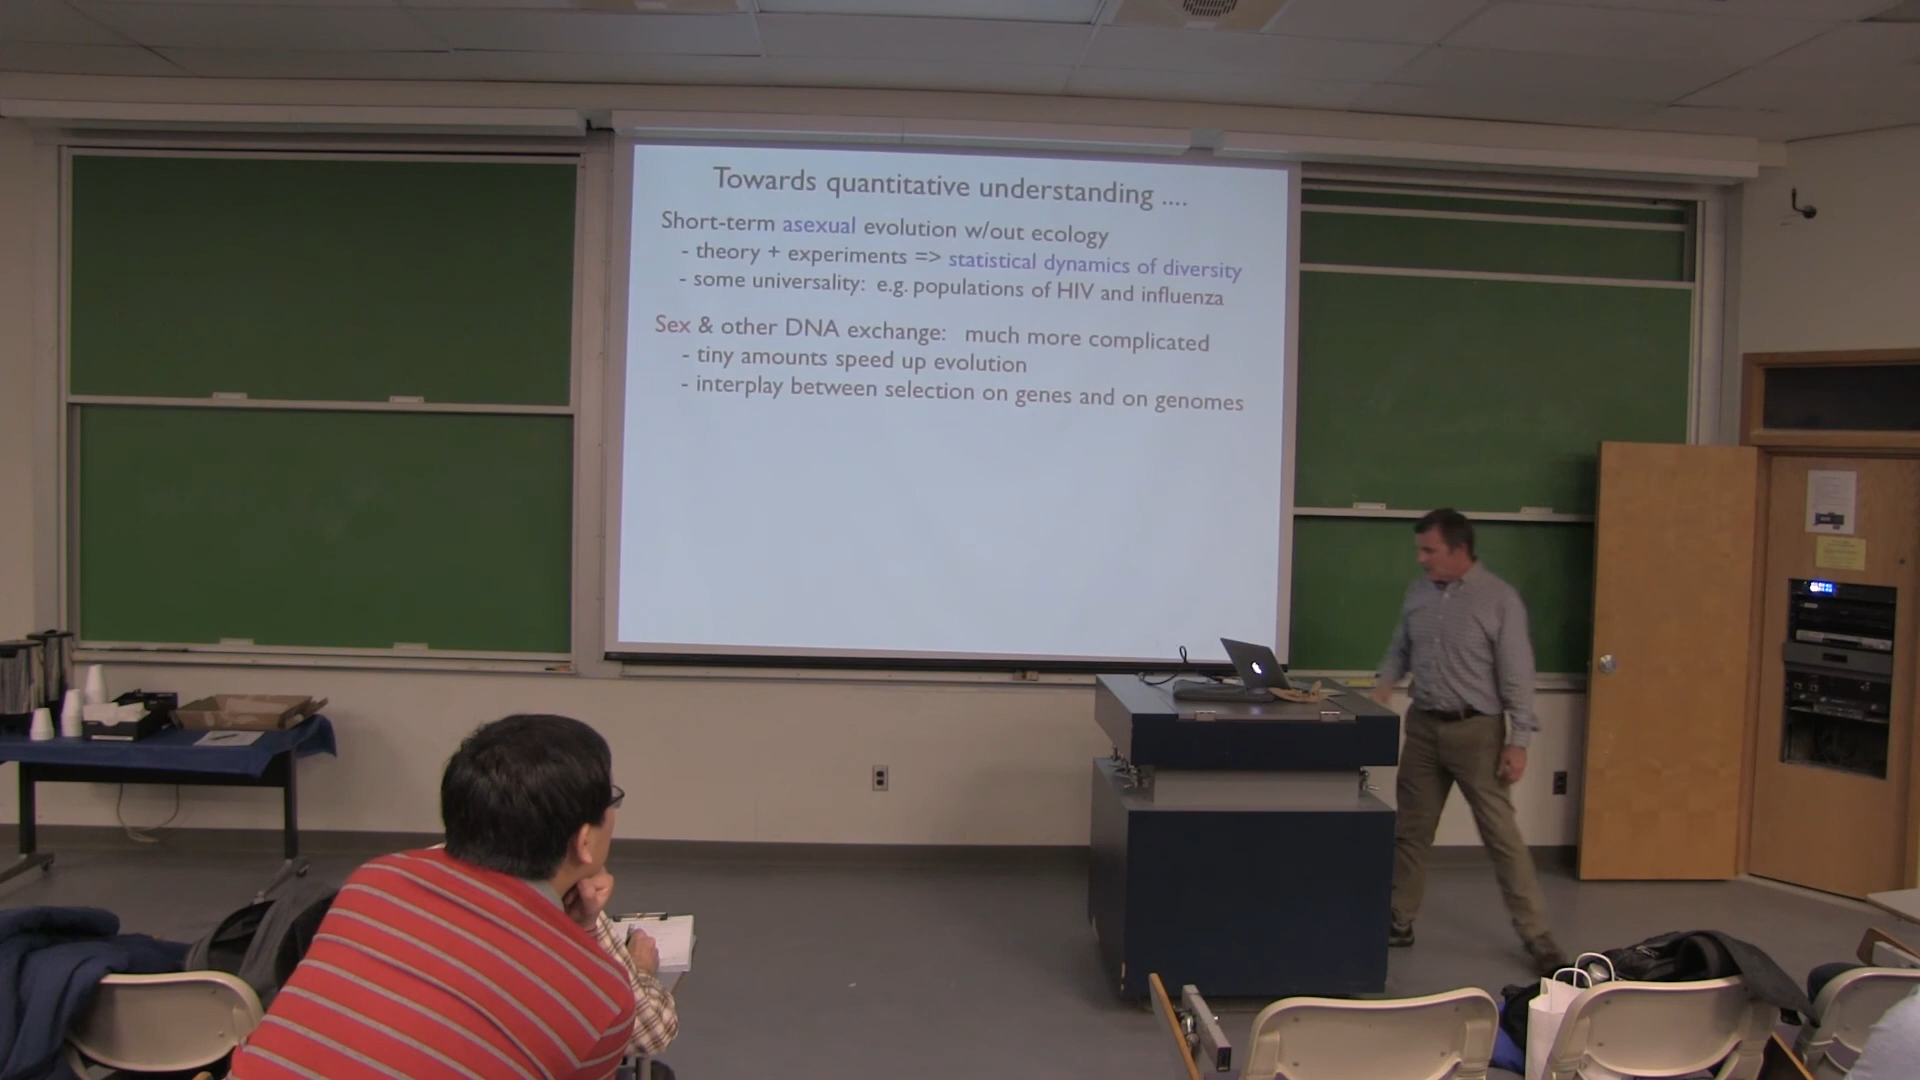 Towards quantitative understanding ....
Short-term asexual evolution w/out ecology
- theory + experiments => statistical dynamics of diversity
- some universality: e.g. populations of HIV and influenza
Sex & other DNA exchange: much more complicated
- tiny amounts speed up evolution
- interplay between selection on genes and on genomes